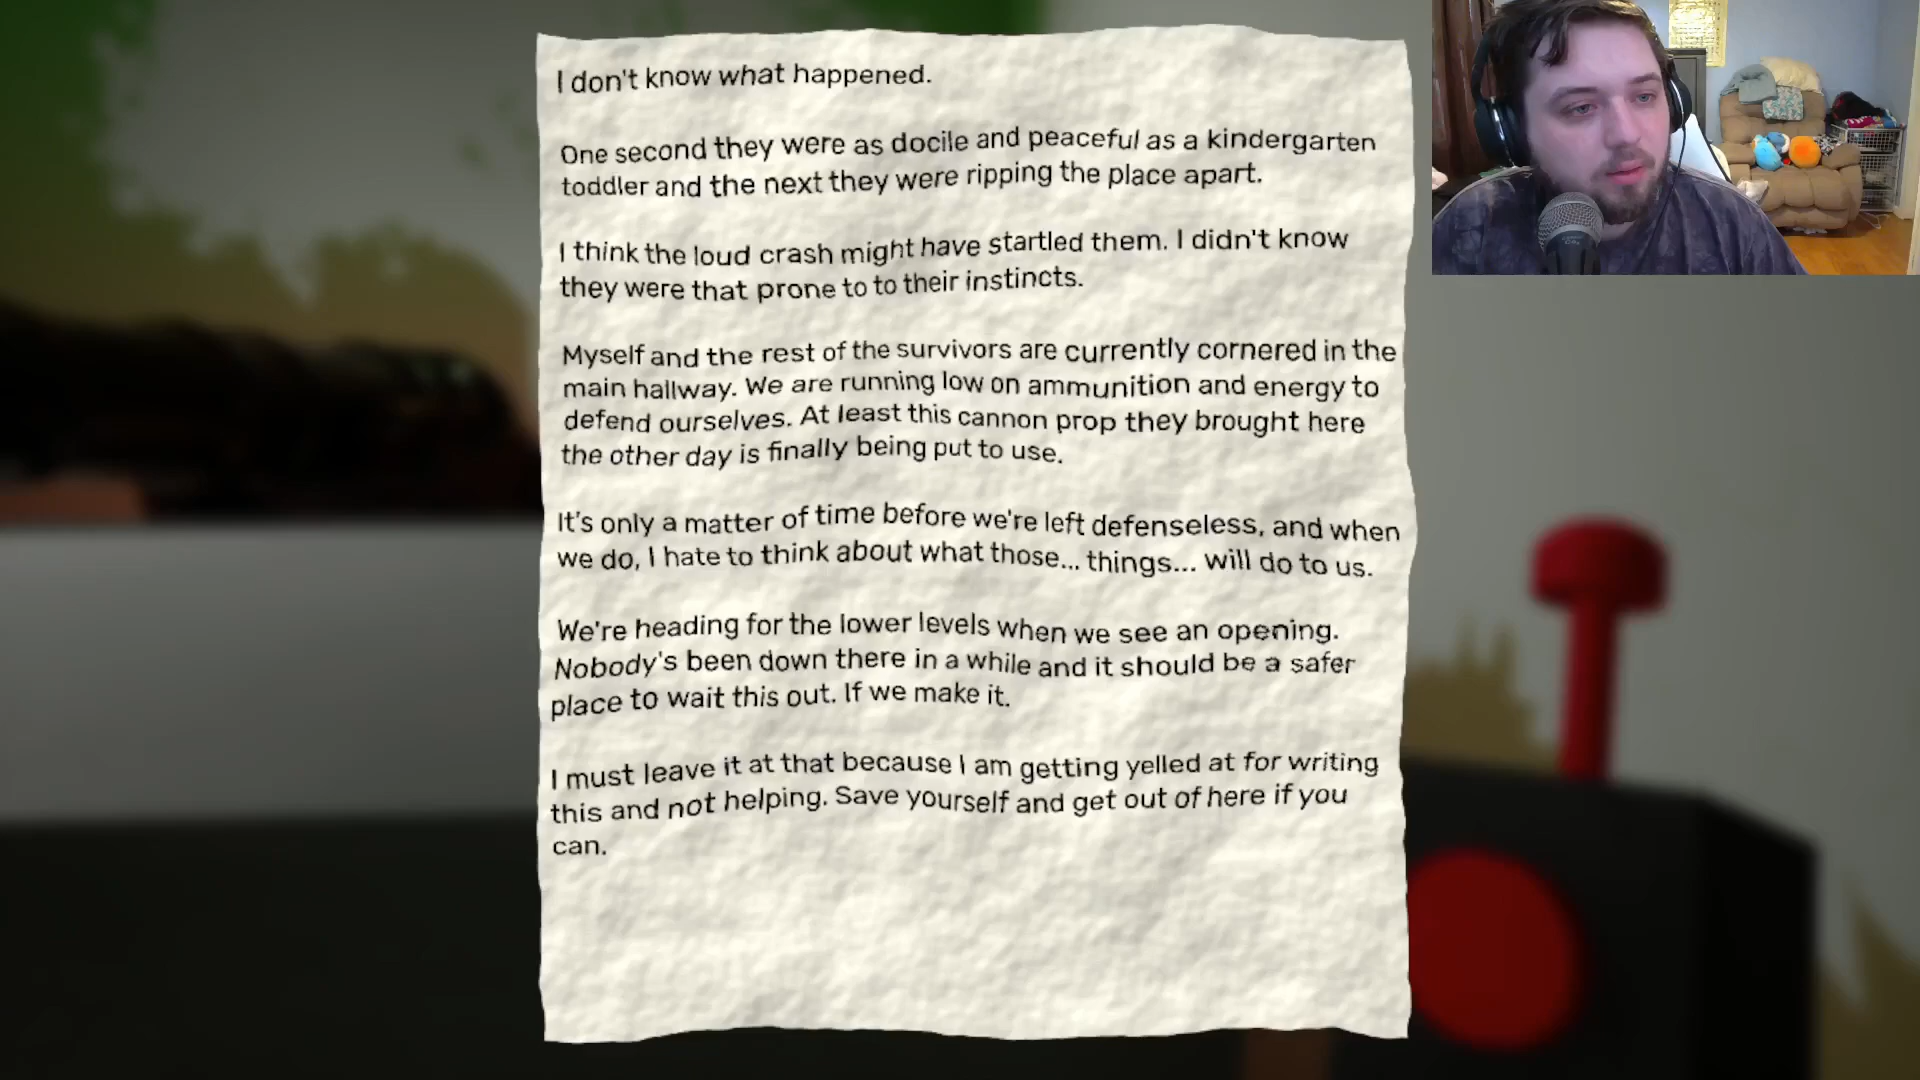 I don't know what happened.
One second they were as docile and peaceful as a kindergarten
toddler and the next they were ripping the place apart.
I think the loud crash might have startled them. I didn't know
they were that prone to to their instincts.
Myself and the rest of the survivors are currently cornered in the
main hallway. We are running low on ammunition and energy to
defend ourselves. At least this cannon prop they brought here
the other day is finally being put to use.
It's only a matter of time before we're left defenseless, and when
we do, I hate to think about what those... things... will do to us.
We're heading for the lower levels when we see an opening.
Nobody's been down there in a while and it should be a safer
place to wait this out. If we make it.
I must leave it at that because I am getting yelled at for writing
this and not helping. Save yourself and get out of here if you
can.